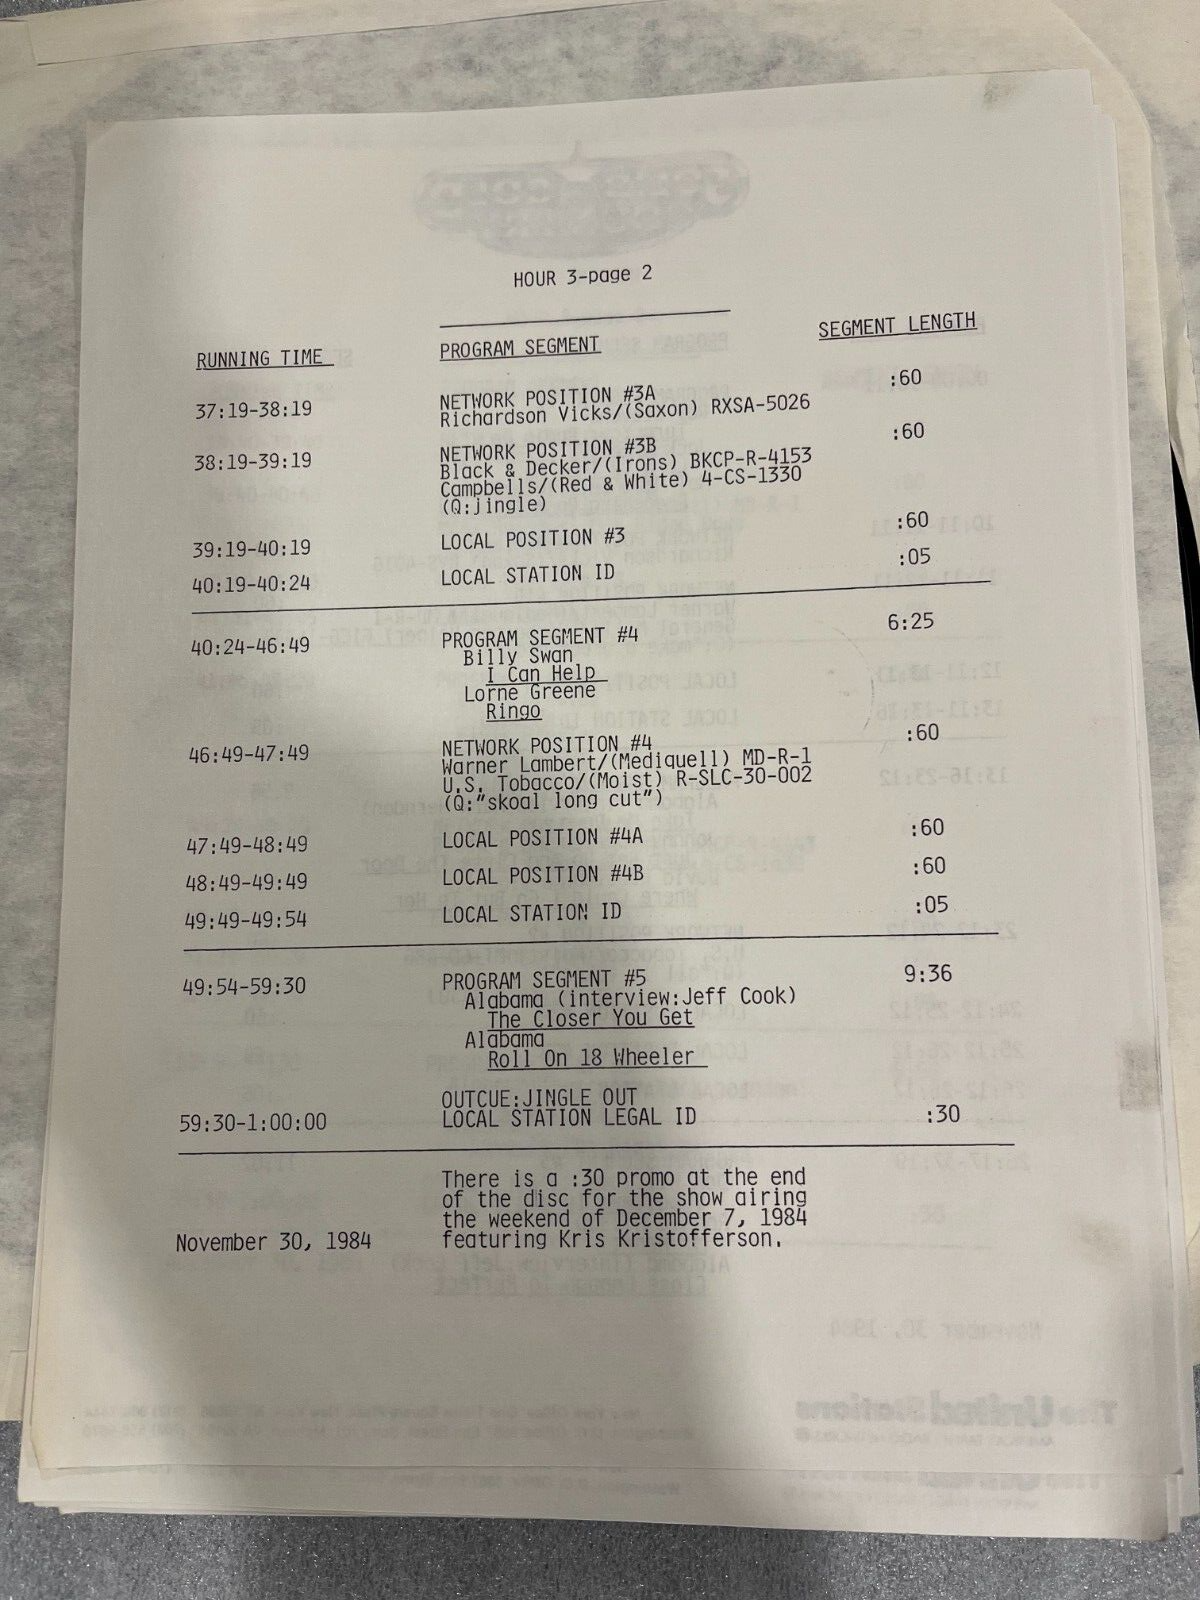 HOUR 3-page 2
RUNNING TIME PROGRAM SEGMENT SEGMENT LENGTH
37:19-38:19 NETWORK POSITION #3A :60
Richardson Vicks/(Saxon) RXSA-5026
38:19-39:19 NETWORK POSITION #3B :60
Black & Decker/(Irons) BKCP-R-4153
Campbells/(Red & White) 4-CS-1330
(Q:jingle)
39:19-40:19 LOCAL POSITION #3 :60
40:19-40:24 LOCAL STATION ID :05
40:24-46:49 PROGRAM SEGMENT #4 6:25
Billy Swan
I Can Help
Lorne Greene
Ringo
46:49-47:49 NETWORK POSITION #4 :60
Warner Lambert/(Mediquell) MD-R-1
U.S. Tobacco/(Moist) R-SLC-30-002
(Q:"skoal long cut")
47:49-48:49 LOCAL POSITION #4A :60
48:49-49:49 LOCAL POSITION #4B :60
49:49-49:54 LOCAL STATION ID :05
49:54-59:30 PROGRAM SEGMENT #5 9:36
Alabama (interview:Jeff Cook)
The Closer You Get
Alabama
Roll On 18 Wheeler
OUTCUE:JINGLE OUT
59:30-1:00:00 LOCAL STATION LEGAL ID :30
There is a :30 promo at the end
of the disc for the show airing
the weekend of December 7, 1984
November 30, 1984 featuring Kris Kristofferson.